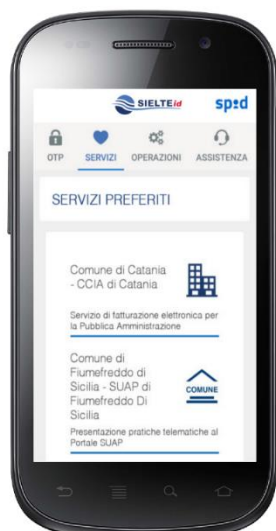 SIELTEid
spid
OTP SERVIZI OPERAZIONI ASSISTENZA
SERVIZI PREFERITI
Comune di Catania
- CCIA di Catania
Servizio di fatturazione elettronica per
la Pubblica Amministrazione
Comune di
Fiumefreddo di
Sicilia - SUAP di
Fiumefreddo Di
Sicilia
COMUNE
Presentazione pratiche telematiche al
Portale SUAP